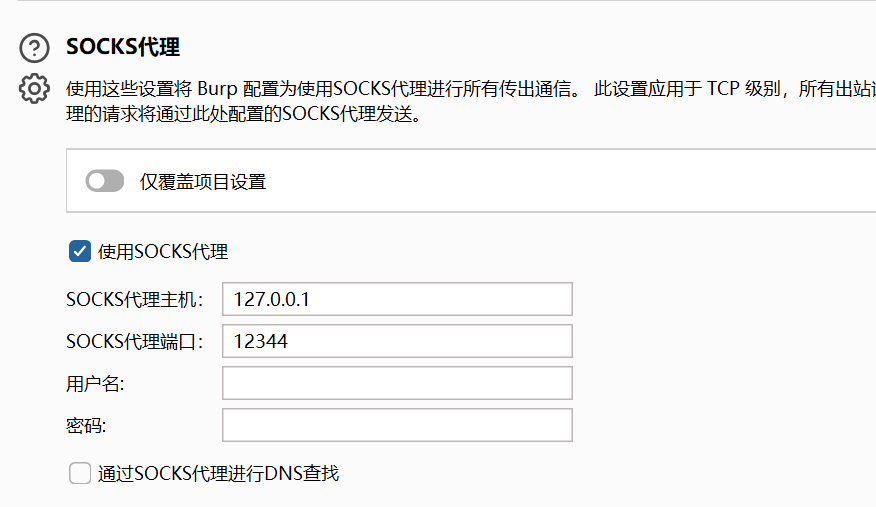 SOCKS代理
使用这些设置将 Burp 配置为使用SOCKS代理进行所有传出通信。 此设置应用于 TCP 级别，所有出站
理的请求将通过此处配置的SOCKS代理发送。
仅覆盖项目设置
使用SOCKS代理
SOCKS代理主机： 127.0.0.1
SOCKS代理端口： 12344
用户名:
密码:
通过SOCKS代理进行DNS查找